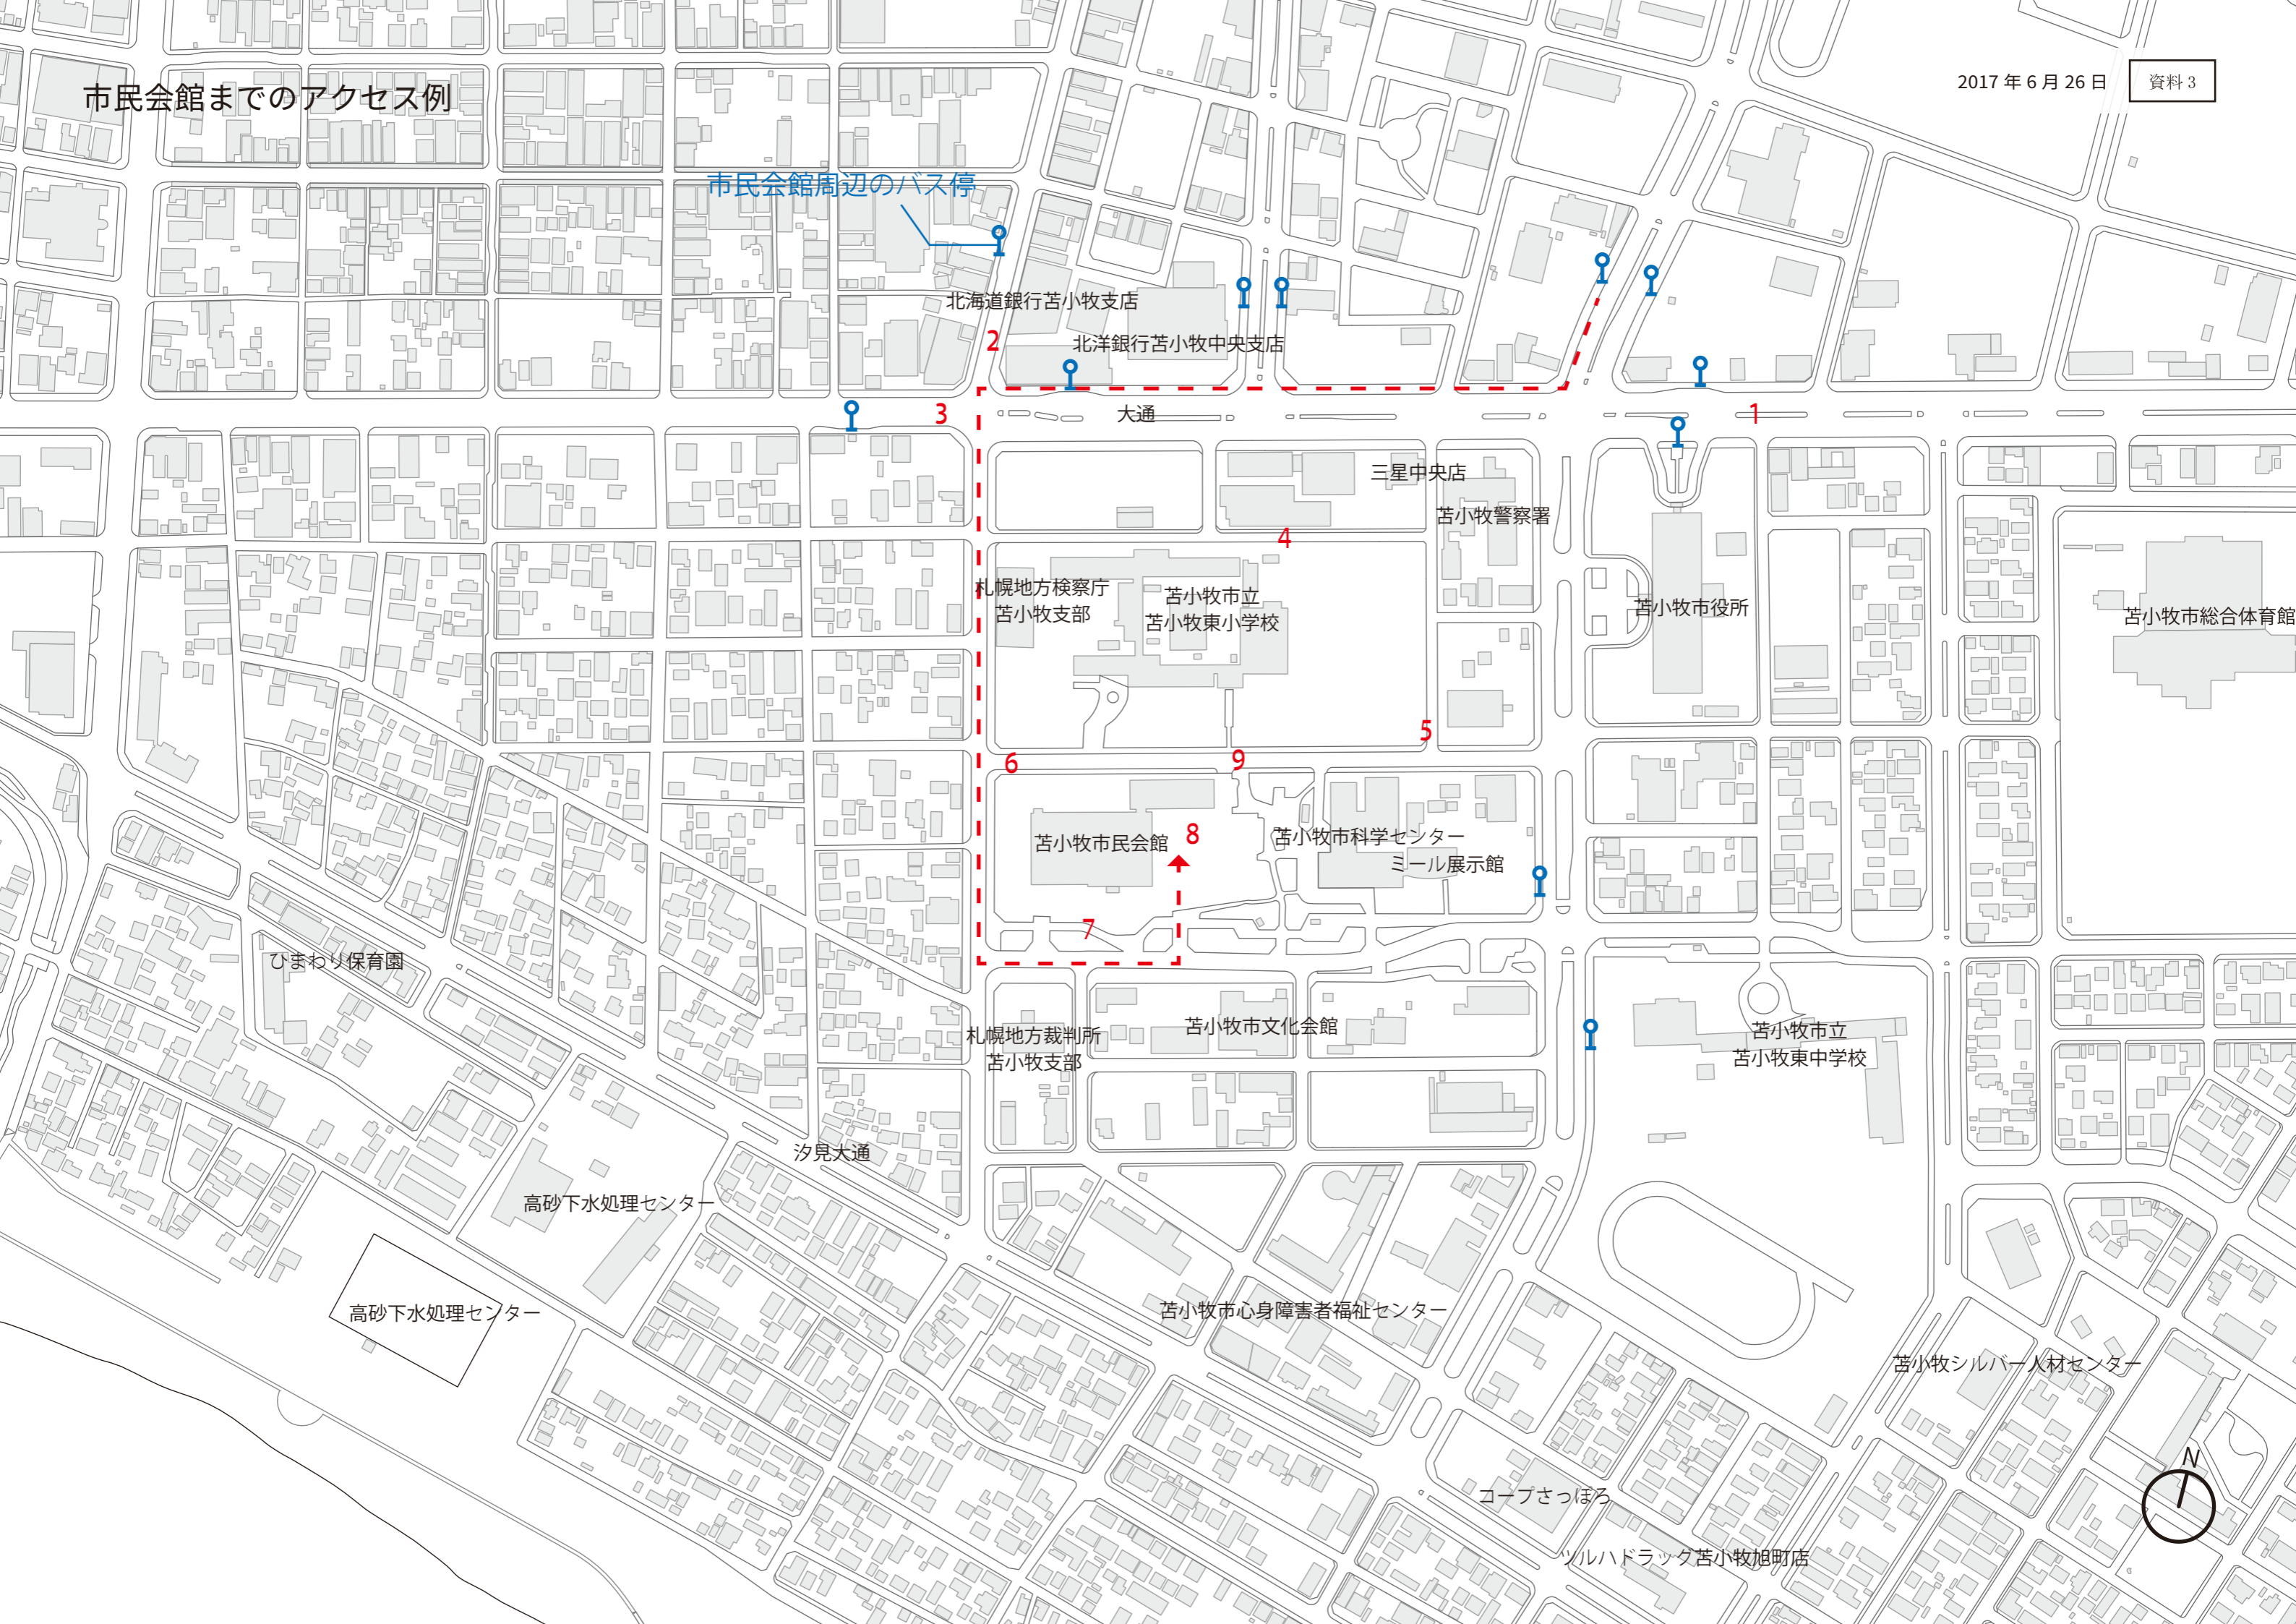 市民会館までのアクセス例
2017 年 6 月 26 日
資料 3
市民会館周辺のバス停
北海道銀行苫小牧支店
2
北洋銀行苫小牧中央支店
3
大通
1
三星中央店
苫小牧警察署
4
札幌地方検察庁
苫小牧支部
苫小牧市立
苫小牧東小学校
苫小牧市役所
苫小牧市総合体育館
5
6
9
8
苫小牧市民会館
苫小牧市科学センター
ミール展示館
7
ひまわり保育園
札幌地方裁判所
苫小牧支部
苫小牧市文化会館
苫小牧市立
苫小牧東中学校
汐見大通
高砂下水処理センター
高砂下水処理センター
苫小牧市心身障害者福祉センター
苫小牧シルバー人材センター
N
コープさっぽろ
ツルハドラッグ苫小牧旭町店